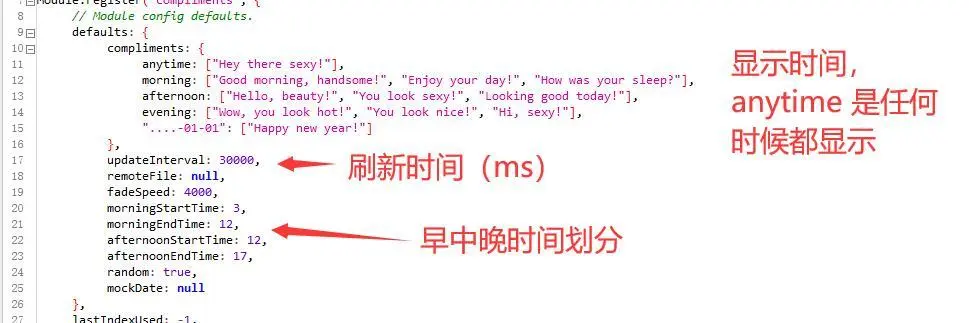 7 Module.register("compliments", {
8 // Module config defaults.
9 defaults: {
10 compliments: {
11 anytime: ["Hey there sexy!"],
12 morning: ["Good morning, handsome!", "Enjoy your day!", "How was your sleep?"],
13 afternoon: ["Hello, beauty!", "You look sexy!", "Looking good today!"],
14 evening: ["Wow, you look hot!", "You look nice!", "Hi, sexy!"],
15 "....-01-01": ["Happy new year!"]
16 },
17 updateInterval: 30000,
18 remoteFile: null,
19 fadeSpeed: 4000,
20 morningStartTime: 3,
21 morningEndTime: 12,
22 afternoonStartTime: 12,
23 afternoonEndTime: 17,
24 random: true,
25 mockDate: null
26 },
27 lastIndexUsed: -1,
显示时间，
anytime 是任何
时候都显示
刷新时间（ms）
早中晚时间划分